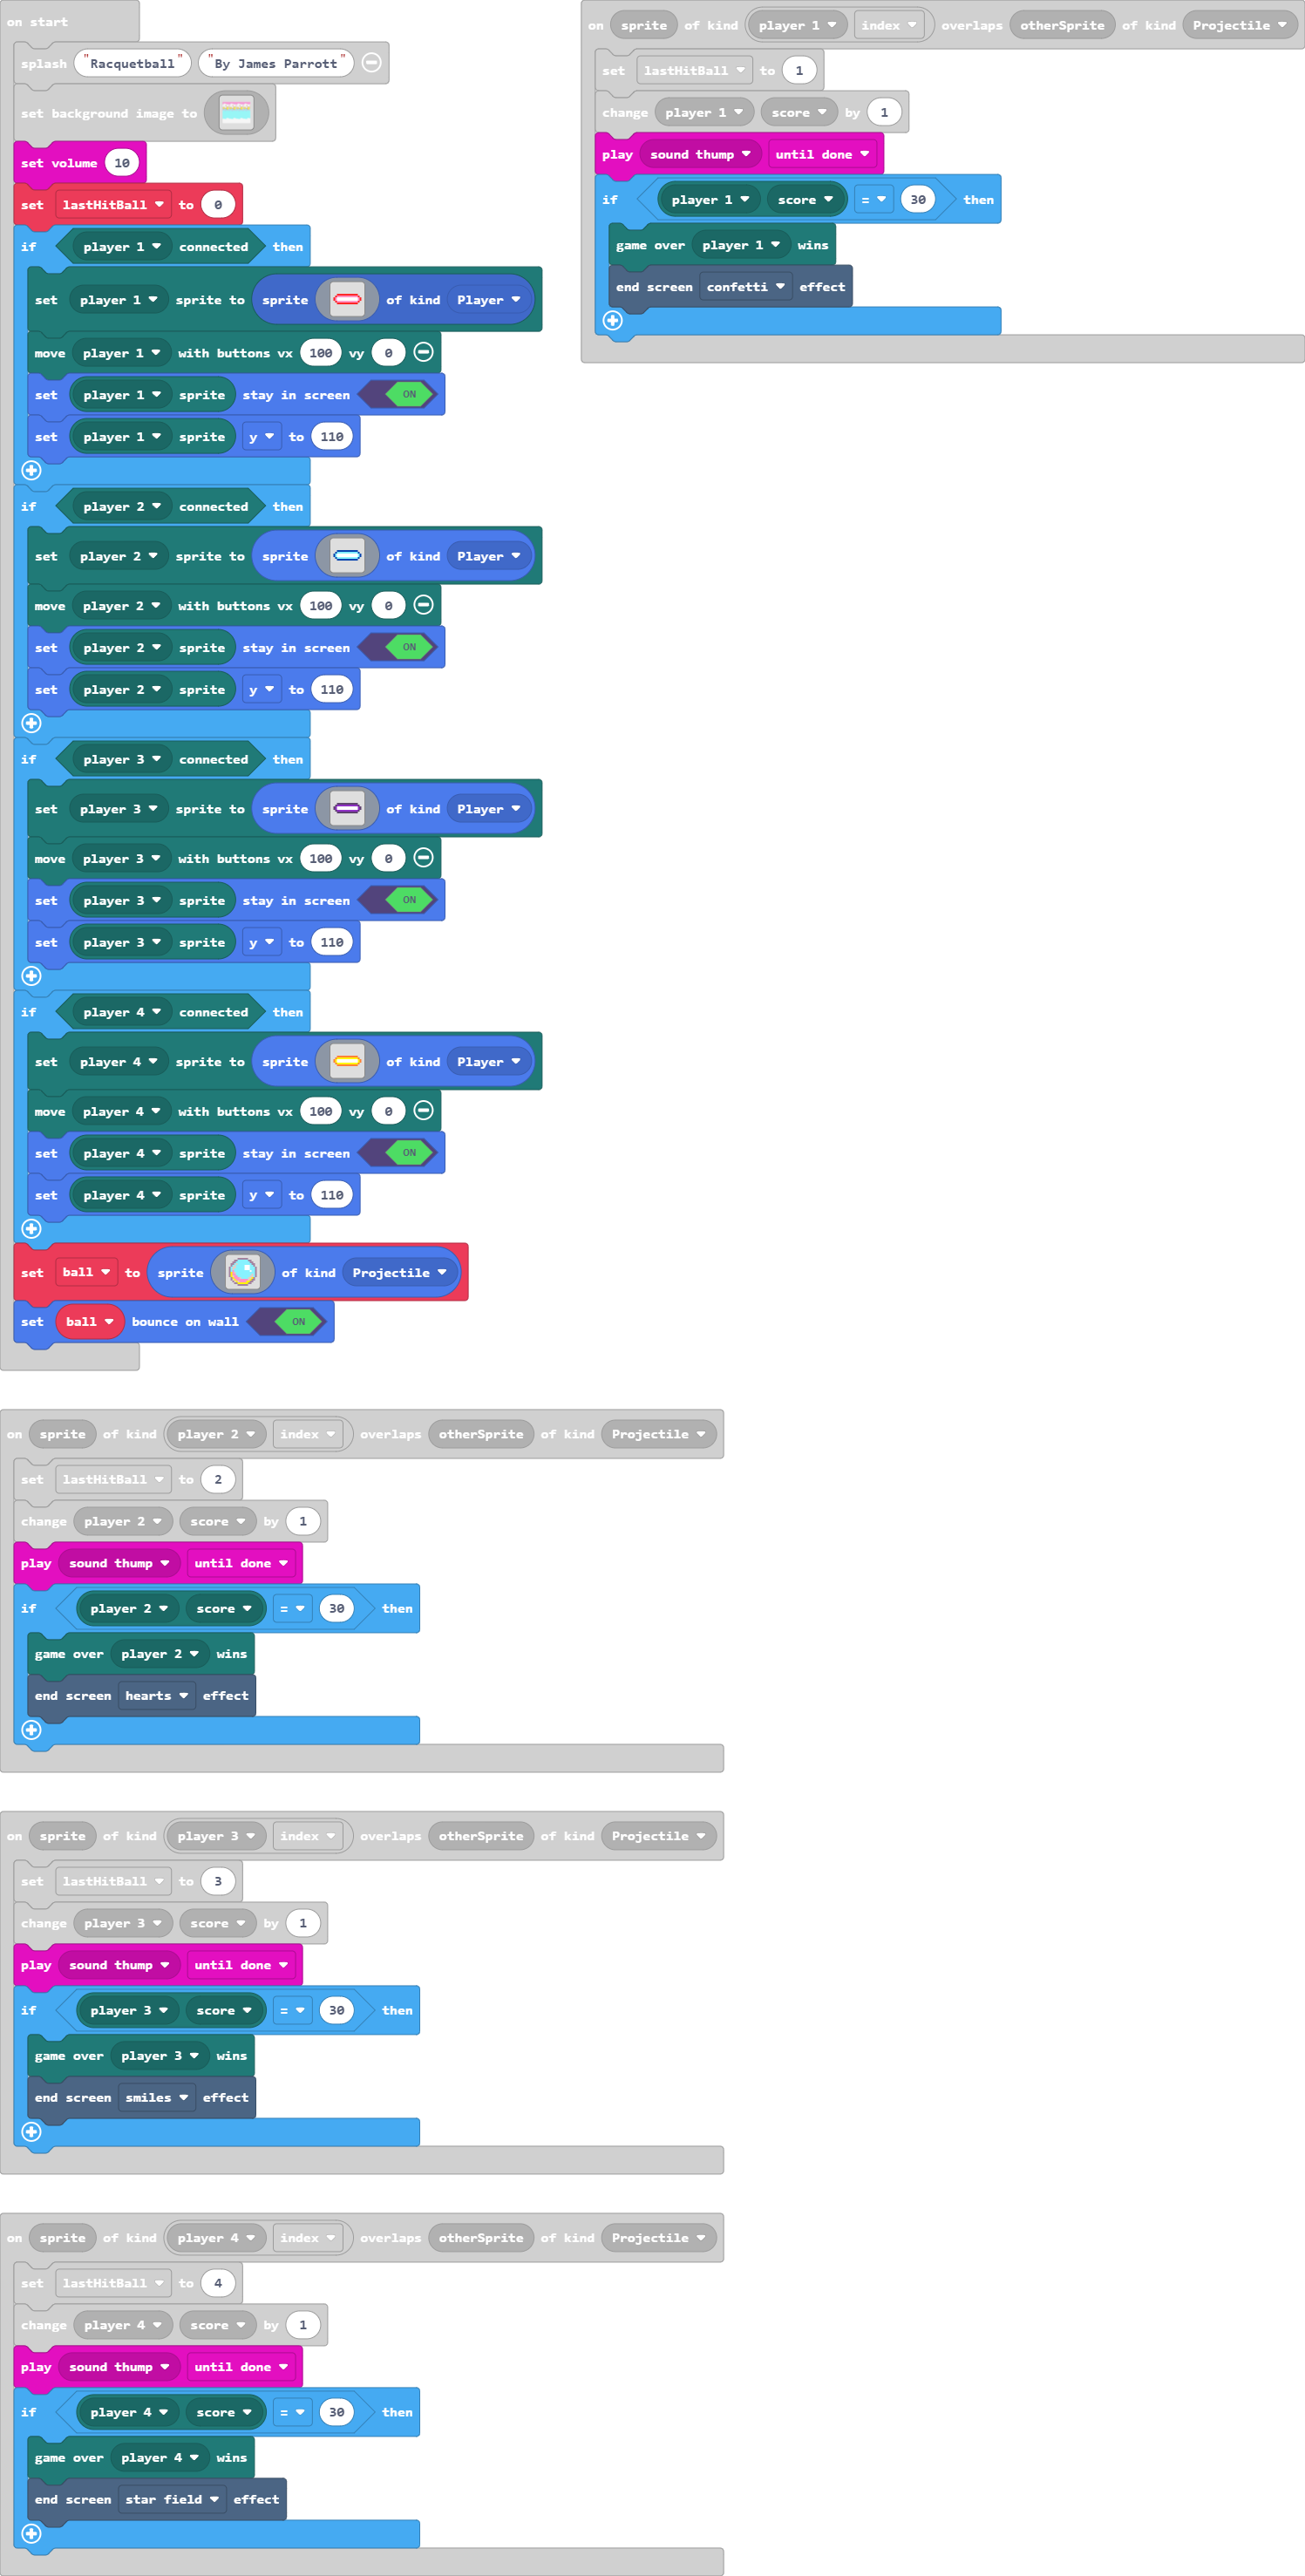 on start
splash "Racquetball" "By James Parrott"
set background image to
set volume 10
set lastHitBall to 0
if player 1 connected then
set player 1 sprite to sprite of kind Player
move player 1 with buttons vx 100 vy 0
set player 1 sprite stay in screen ON
set player 1 sprite y to 110
if player 2 connected then
set player 2 sprite to sprite of kind Player
move player 2 with buttons vx 100 vy 0
set player 2 sprite stay in screen ON
set player 2 sprite y to 110
if player 3 connected then
set player 3 sprite to sprite of kind Player
move player 3 with buttons vx 100 vy 0
set player 3 sprite stay in screen ON
set player 3 sprite y to 110
if player 4 connected then
set player 4 sprite to sprite of kind Player
move player 4 with buttons vx 100 vy 0
set player 4 sprite stay in screen ON
set player 4 sprite y to 110
set ball to sprite of kind Projectile
set ball bounce on wall ON
on sprite of kind player 1 index overlaps otherSprite of kind Projectile
set lastHitBall to 1
change player 1 score by 1
play sound thump until done
if player 1 score = 30 then
game over player 1 wins
end screen confetti effect
on sprite of kind player 2 index overlaps otherSprite of kind Projectile
set lastHitBall to 2
change player 2 score by 1
play sound thump until done
if player 2 score = 30 then
game over player 2 wins
end screen hearts effect
on sprite of kind player 3 index overlaps otherSprite of kind Projectile
set lastHitBall to 3
change player 3 score by 1
play sound thump until done
if player 3 score = 30 then
game over player 3 wins
end screen smiles effect
on sprite of kind player 4 index overlaps otherSprite of kind Projectile
set lastHitBall to 4
change player 4 score by 1
play sound thump until done
if player 4 score = 30 then
game over player 4 wins
end screen star field effect